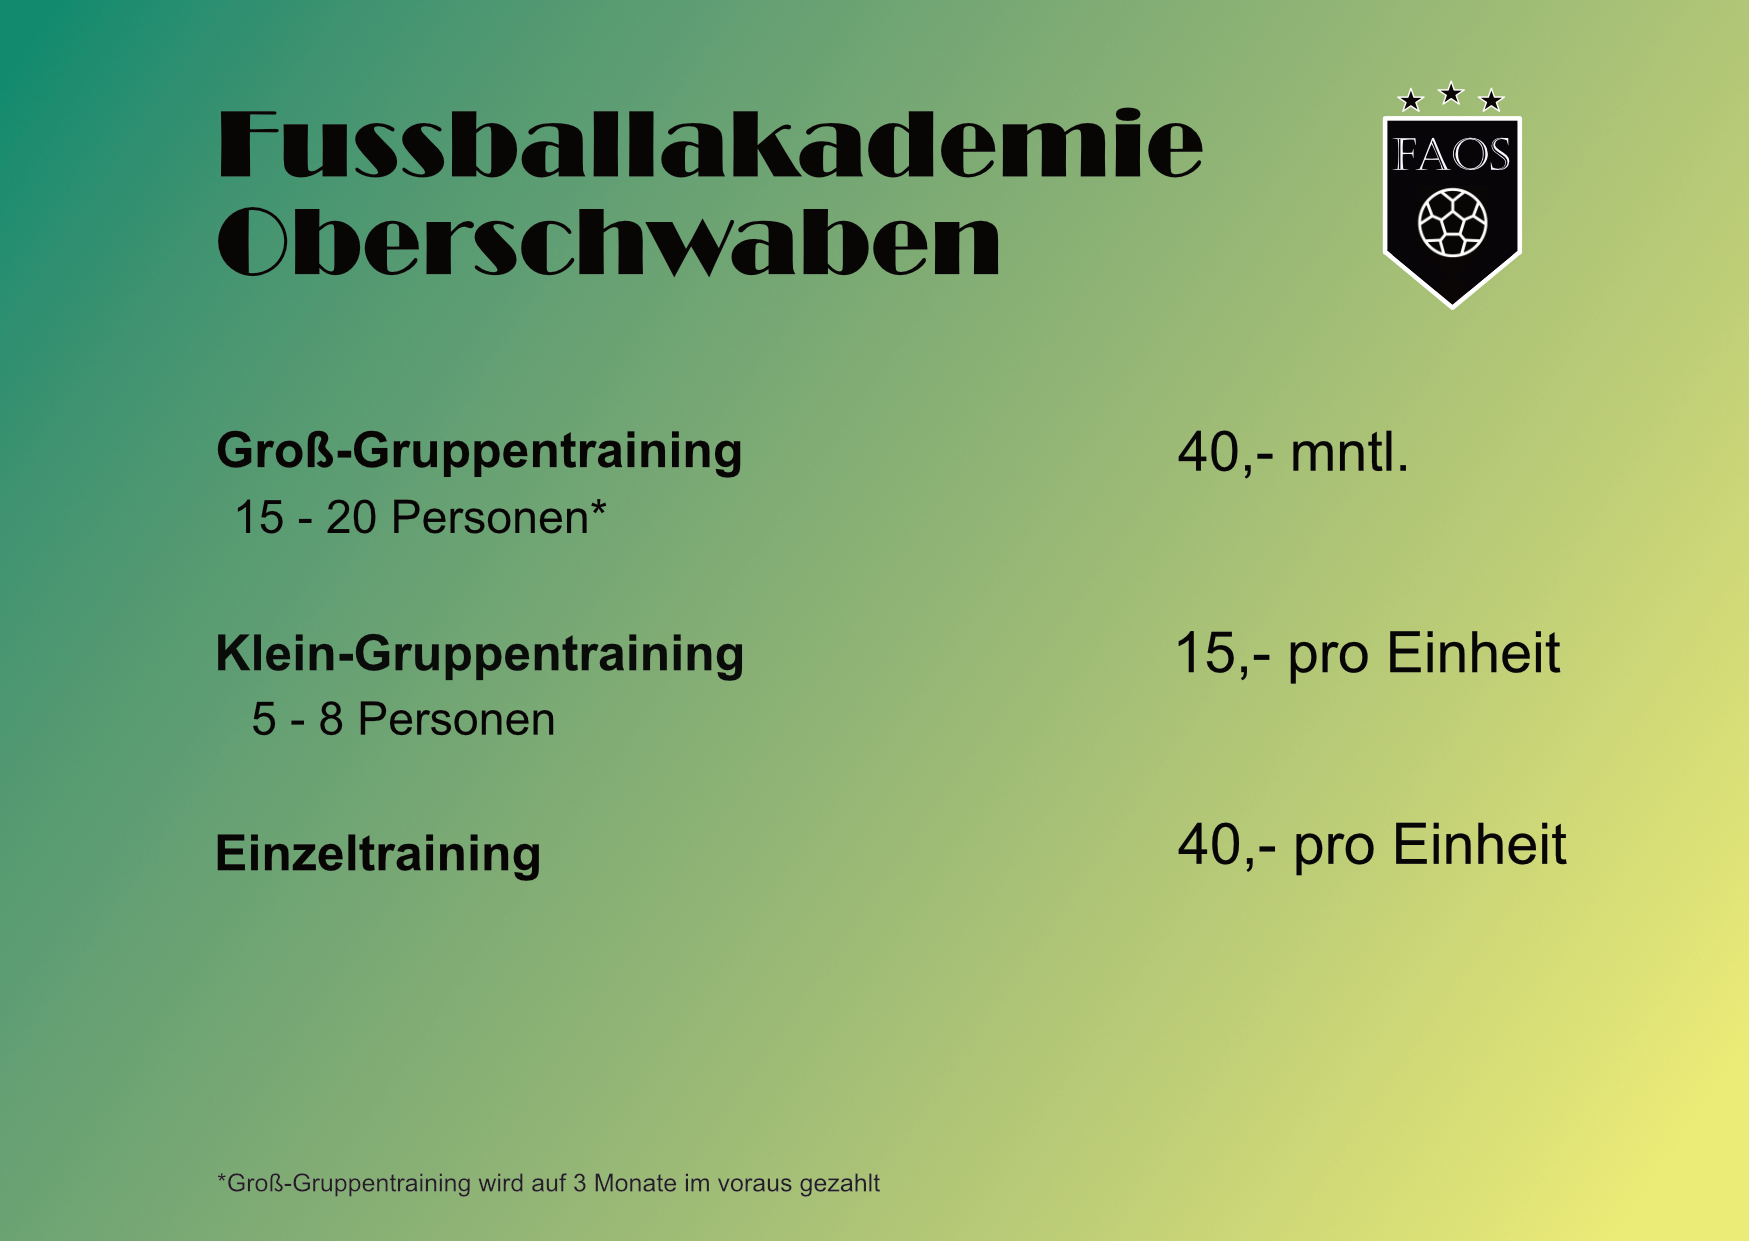 Fussballakademie
Oberschwaben
FAOS
Groß-Gruppentraining 40,- mntl.
15 - 20 Personen*
Klein-Gruppentraining 15,- pro Einheit
5 - 8 Personen
Einzeltraining 40,- pro Einheit
*Groß-Gruppentraining wird auf 3 Monate im voraus gezahlt